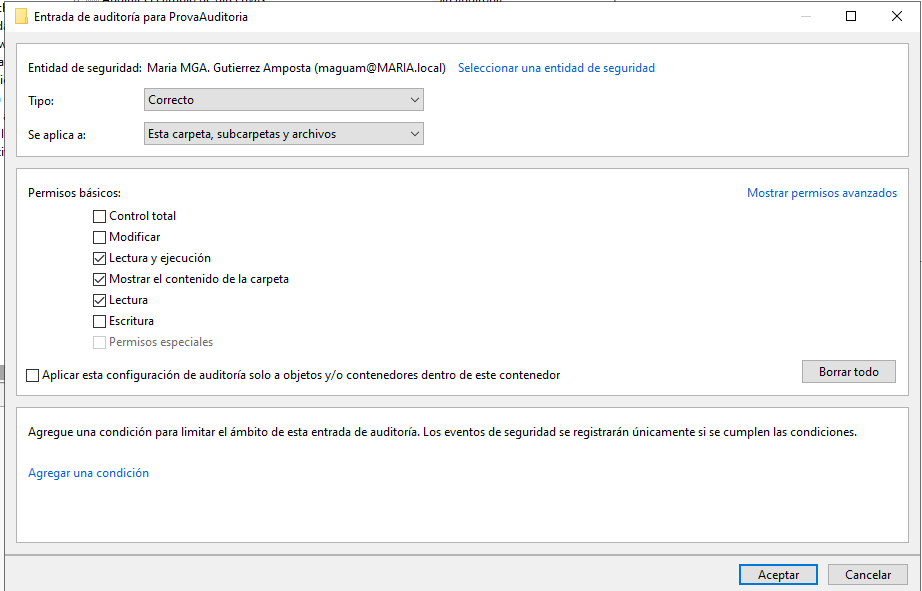 Entrada de auditoría para ProvaAuditoria
Entidad de seguridad: Maria MGA. Gutierrez Amposta (maguam@MARIA.local) Seleccionar una entidad de seguridad
Tipo: Correcto
Se aplica a: Esta carpeta, subcarpetas y archivos
Permisos básicos: Mostrar permisos avanzados
Control total
Modificar
Lectura y ejecución
Mostrar el contenido de la carpeta
Lectura
Escritura
Permisos especiales
Aplicar esta configuración de auditoría solo a objetos y/o contenedores dentro de este contenedor Borrar todo
Agregue una condición para limitar el ámbito de esta entrada de auditoría. Los eventos de seguridad se registrarán únicamente si se cumplen las condiciones.
Agregar una condición
Aceptar Cancelar